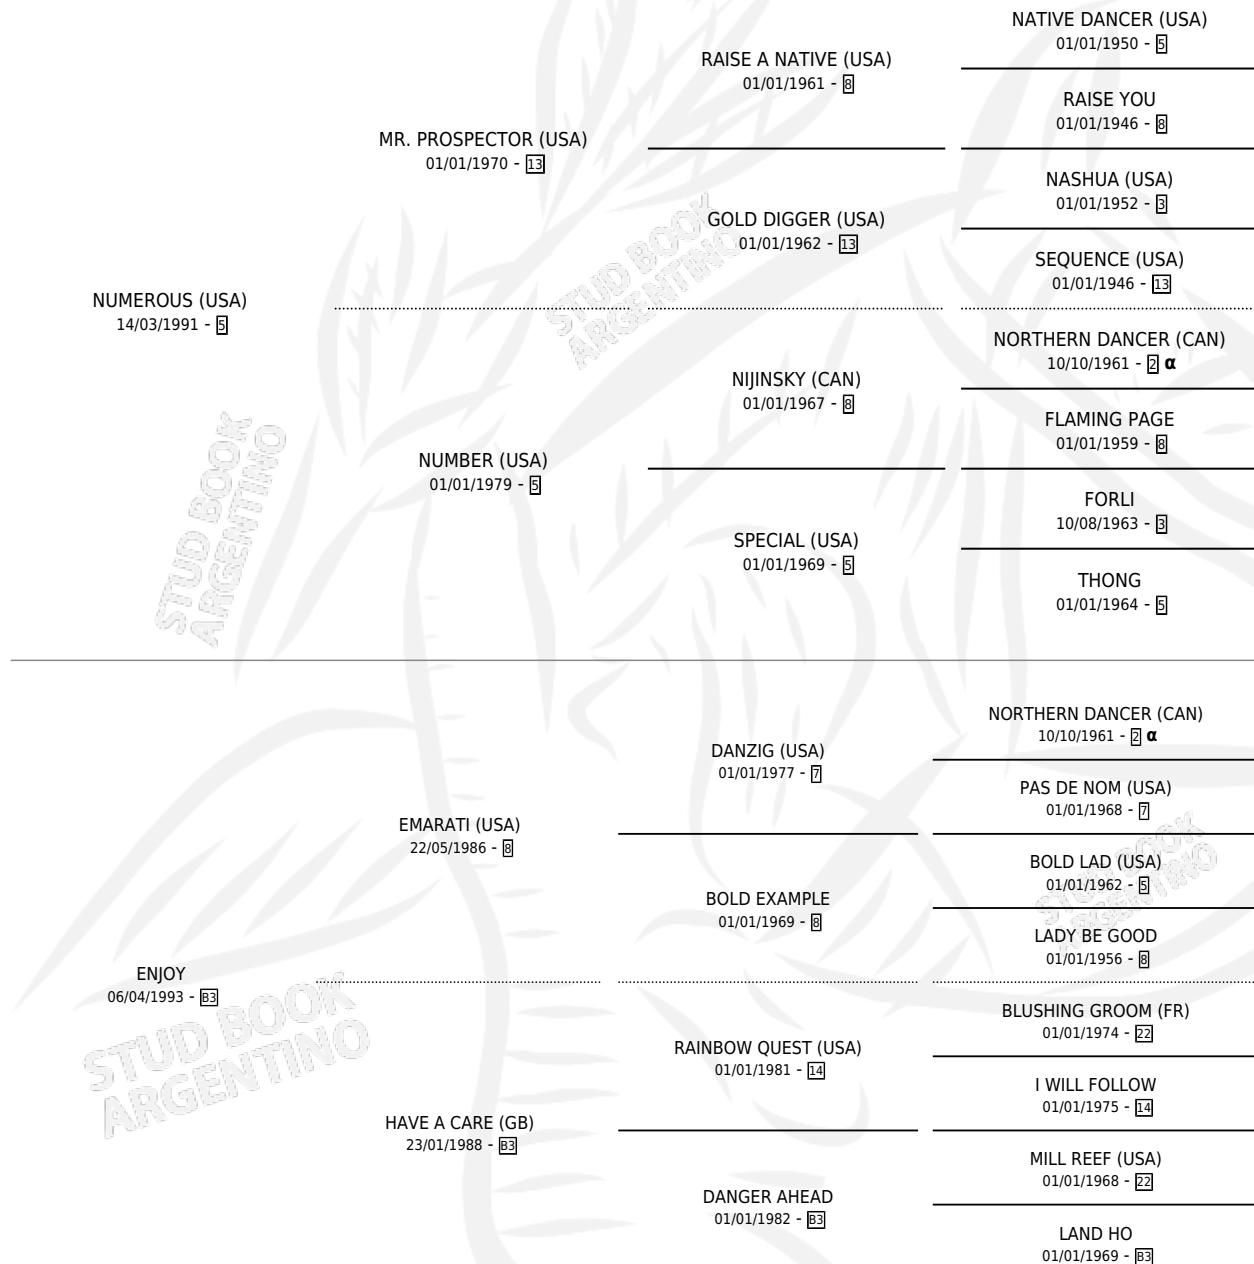 NATIVE DANCER (USA)
01/01/1950 - 5
RAISE A NATIVE (USA)
01/01/1961 - 8
RAISE YOU
01/01/1946 - 8
MR. PROSPECTOR (USA)
01/01/1970 - 13
NASHUA (USA)
01/01/1952 - 3
GOLD DIGGER (USA)
01/01/1962 - 13
SEQUENCE (USA)
01/01/1946 - 13
NUMEROUS (USA)
14/03/1991 - 5
STUD BOOK
ARGENTINO
NORTHERN DANCER (CAN)
10/10/1961 - 2 α
NIJINSKY (CAN)
01/01/1967 - 8
FLAMING PAGE
01/01/1959 - 8
NUMBER (USA)
01/01/1979 - 5
FORLI
10/08/1963 - 3
SPECIAL (USA)
01/01/1969 - 5
THONG
01/01/1964 - 5
STUD BOOK
ARGENTINO
NORTHERN DANCER (CAN)
10/10/1961 - 2 α
DANZIG (USA)
01/01/1977 - 7
PAS DE NOM (USA)
01/01/1968 - 7
EMARATI (USA)
22/05/1986 - 8
BOLD LAD (USA)
01/01/1962 - 5
BOLD EXAMPLE
01/01/1969 - 8
LADY BE GOOD
01/01/1956 - 8
STUD BOOK
ARGENTINO
ENJOY
06/04/1993 - B3
BLUSHING GROOM (FR)
01/01/1974 - 22
RAINBOW QUEST (USA)
01/01/1981 - 14
I WILL FOLLOW
01/01/1975 - 14
STUD BOOK
ARGENTINO
HAVE A CARE (GB)
23/01/1988 - B3
MILL REEF (USA)
01/01/1968 - 22
DANGER AHEAD
01/01/1982 - B3
LAND HO
01/01/1969 - B3